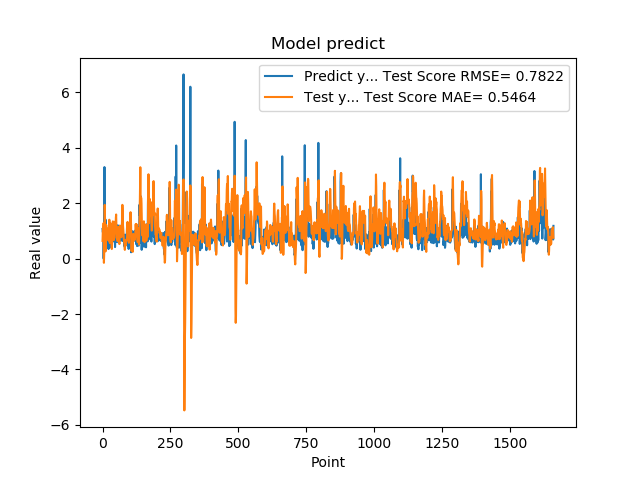 Model predict
Predict y... Test Score RMSE= 0.7822
Test y... Test Score MAE= 0.5464
Real value
6
4
2
0
−2
−4
−6
0 250 500 750 1000 1250 1500
Point